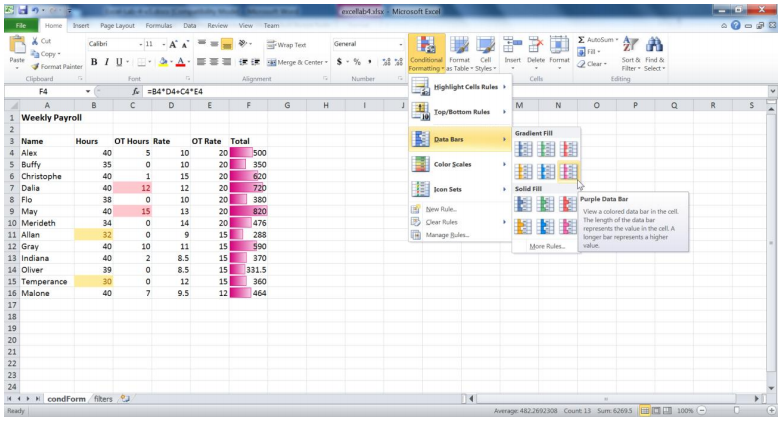 excellab4.xlsx - Microsoft Excel
File Home Insert Page Layout Formulas Data Review View Team
Cut
Copy
Format Painter
Paste
Clipboard
Calibri 11 A A
B I U A
Font
Wrap Text
Merge & Center
Alignment
General
$ % ,
Number
Conditional Formatting
Format as Table
Cell Styles
Insert Delete Format
Cells
AutoSum
Fill
Clear
Sort & Filter
Find & Select
Editing
F4 fx =B4*D4+C4*E4
A B C D E F G H I J M N O P Q R S
1 Weekly Payroll
2
3 Name Hours OT Hours Rate OT Rate Total
4 Alex 40 5 10 20 500
5 Buffy 35 0 10 20 350
6 Christophe 40 1 15 20 620
7 Dalia 40 12 12 20 720
8 Flo 38 0 10 20 380
9 May 40 15 13 20 820
10 Merideth 34 0 14 20 476
11 Allan 32 0 9 15 288
12 Gray 40 10 11 15 590
13 Indiana 40 2 8.5 15 370
14 Oliver 39 0 8.5 15 331.5
15 Temperance 30 0 12 15 360
16 Malone 40 7 9.5 12 464
17
18
19
20
21
22
23
24
Highlight Cells Rules
Top/Bottom Rules
10
Data Bars
Color Scales
Icon Sets
New Rule...
Clear Rules
Manage Rules...
Gradient Fill
Solid Fill
More Rules...
Purple Data Bar
View a colored data bar in the cell.
The length of the data bar
represents the value in the cell. A
longer bar represents a higher
value.
condForm filters
Ready Average: 482.2692308 Count: 13 Sum: 6269.5 100%